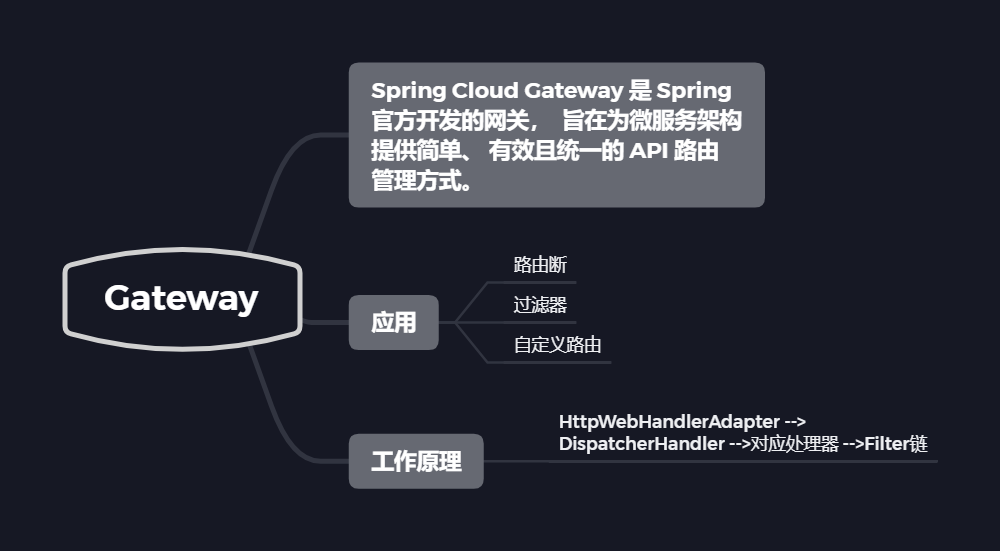 Spring Cloud Gateway 是 Spring
官方开发的网关， 旨在为微服务架构
提供简单、 有效且统一的 API 路由
管理方式。
Gateway
应用
路由断
过滤器
自定义路由
工作原理
HttpWebHandlerAdapter -->
DispatcherHandler -->对应处理器 -->Filter链